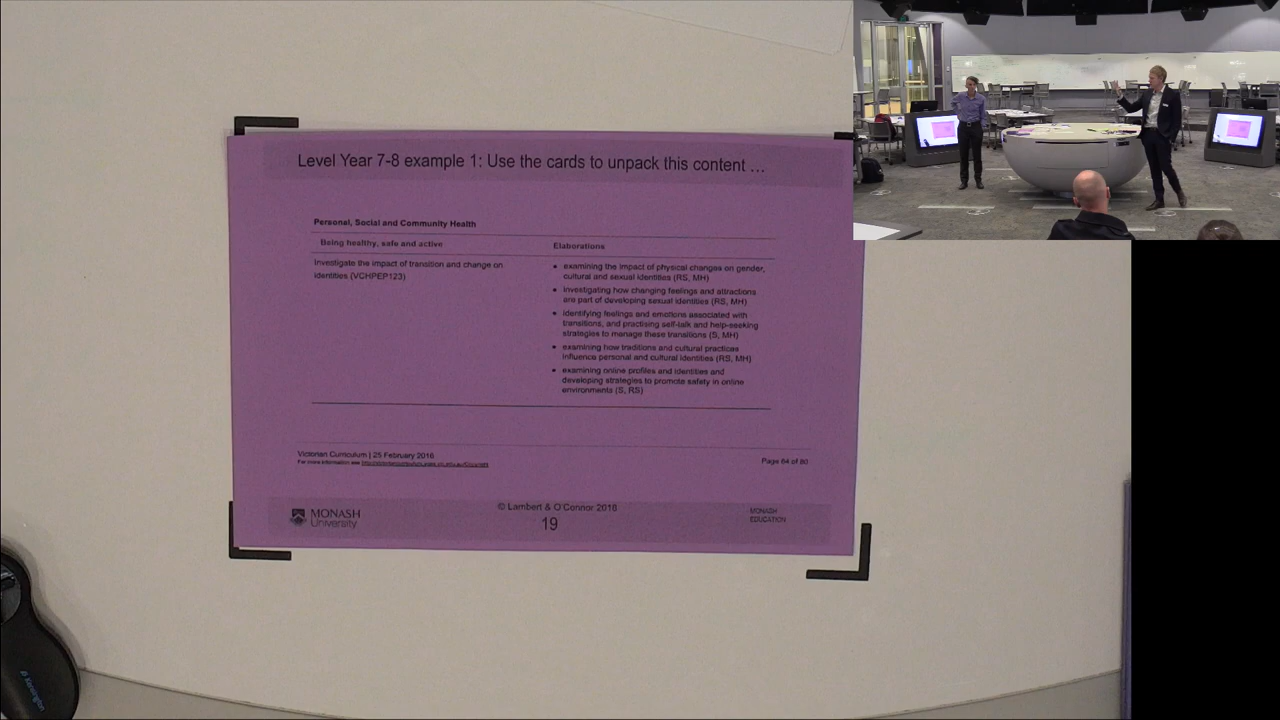 Level Year 7-8 example 1: Use the cards to unpack this content ...
Personal, Social and Community Health
Being healthy, safe and active
Elaborations
Investigate the impact of transition and change on
identities (VCHPEP123)
• examining the impact of physical changes on gender,
cultural and sexual identities (RS, MH)
• investigating how changing feelings and attractions
are part of developing sexual identities (RS, MH)
• identifying feelings and emotions associated with
transitions, and practising self-talk and help-seeking
strategies to manage these transitions (S, MH)
• examining how traditions and cultural practices
influence personal and cultural identities (RS, MH)
• examining online profiles and identities and
developing strategies to promote safety in online
environments (S, RS)
Victorian Curriculum | 25 February 2016
For more information see
Page 64 of 80
MONASH
University
© Lambert & O'Connor 2018
19
MONASH
EDUCATION
Kensington